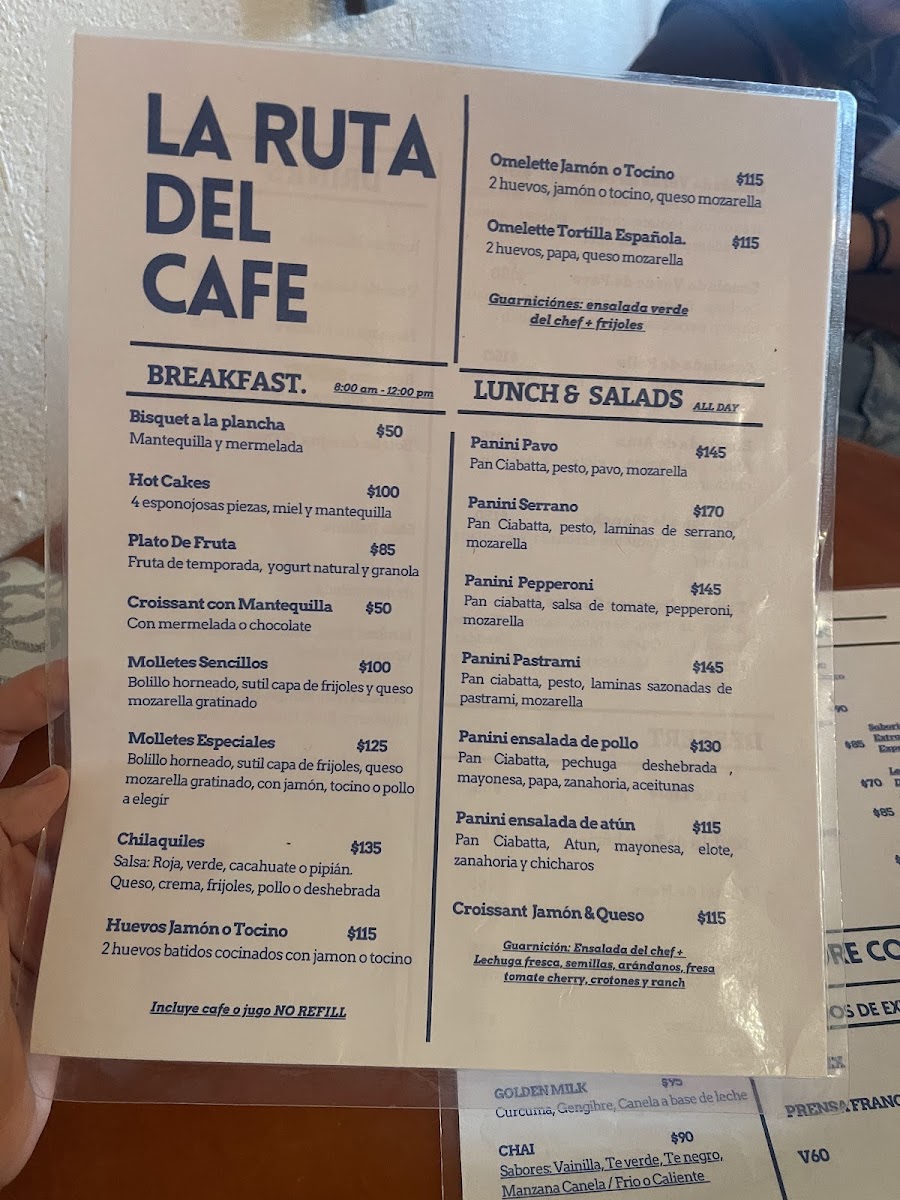 LA RUTA
DEL
CAFE
BREAKFAST. 8:00 am - 12:00 pm
Bisquet a la plancha $50
Mantequilla y mermelada
Hot Cakes $100
4 esponojosas piezas, miel y mantequilla
Plato De Fruta $85
Fruta de temporada, yogurt natural y granola
Croissant con Mantequilla $50
Con mermelada o chocolate
Molletes Sencillos $100
Bolillo horneado, sutil capa de frijoles y queso
mozarella gratinado
Molletes Especiales $125
Bolillo horneado, sutil capa de frijoles, queso
mozarella gratinado, con jamón, tocino o pollo
a elegir
Chilaquiles - $135
Salsa: Roja, verde, cacahuate o pipián.
Queso, crema, frijoles, pollo o deshebrada
Huevos Jamón o Tocino $115
2 huevos batidos cocinados con jamon o tocino
Incluye cafe o jugo NO REFILL
Omelette Jamón o Tocino $115
2 huevos, jamón o tocino, queso mozarella
Omelette Tortilla Española. $115
2 huevos, papa, queso mozarella
Guarniciónes: ensalada verde
del chef + frijoles
LUNCH & SALADS ALL DAY
Panini Pavo $145
Pan Ciabatta, pesto, pavo, mozarella
Panini Serrano $170
Pan Ciabatta, pesto, laminas de serrano,
mozarella
Panini Pepperoni $145
Pan ciabatta, salsa de tomate, pepperoni,
mozarella
Panini Pastrami $145
Pan ciabatta, pesto, laminas sazonadas de
pastrami, mozarella
Panini ensalada de pollo $130
Pan Ciabatta, pechuga deshebrada ,
mayonesa, papa, zanahoria, aceitunas
Panini ensalada de atún $115
Pan Ciabatta, Atun, mayonesa, elote,
zanahoria y chicharos
Croissant Jamón & Queso $115
Guarnición: Ensalada del chef +
Lechuga fresca, semillas, arándanos, fresa
tomate cherry, crotones y ranch
GOLDEN MILK $95
Curcuma, Gengibre, Canela a base de leche
CHAI $90
Sabores: Vainilla, Te verde, Te negro,
Manzana Canela / Frio o Caliente
$85
$70
$85
OS DE EX
PRENSA FRANC
V60